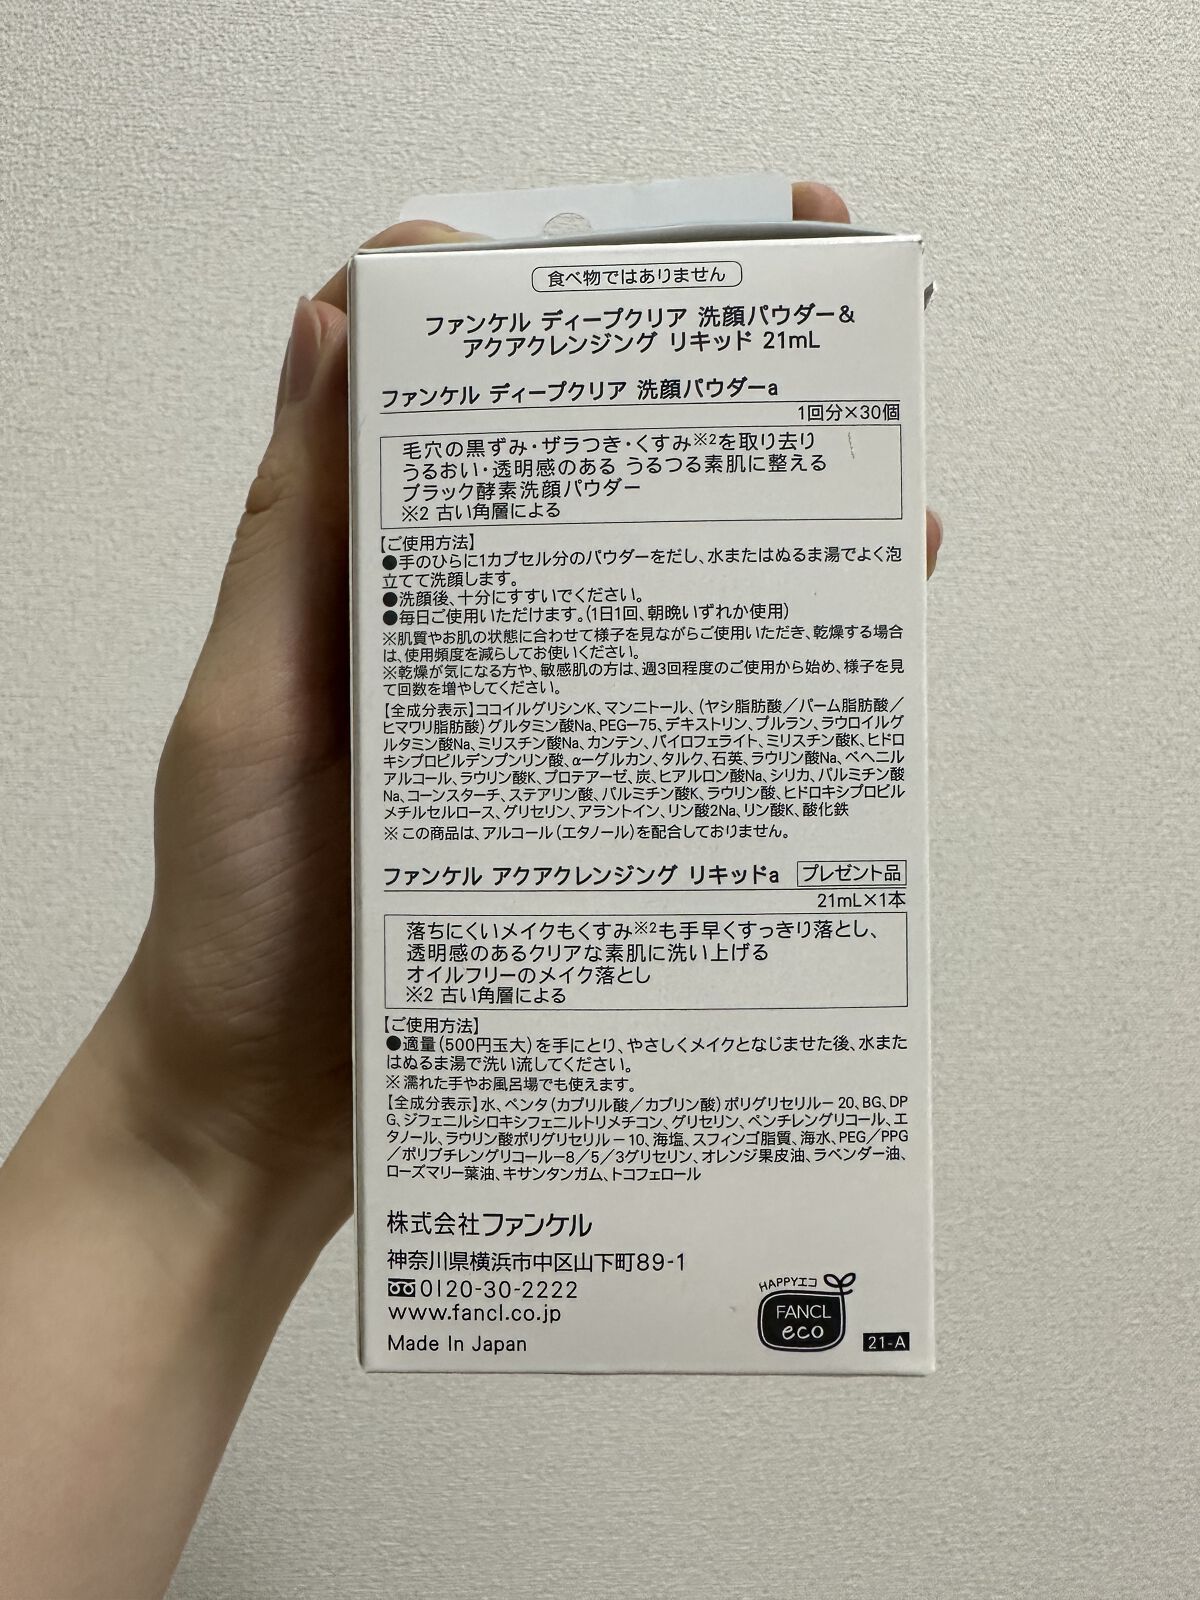 食べ物ではありません
ファンケル ディープクリア 洗顔パウダー&
アクアクレンジング リキッド 21mL
ファンケル ディープクリア 洗顔パウダーa
1回分×30個
毛穴の黒ずみ・ザラつき・くすみ※2を取り去り
うるおい・透明感のある うるつる素肌に整える
ブラック酵素洗顔パウダー
※2 古い角層による
【ご使用方法】
●手のひらに1カプセル分のパウダーをだし、水またはぬるま湯でよく泡
立てて洗顔します。
●洗顔後、十分にすすいでください。
●毎日ご使用いただけます。(1日1回、朝晩いずれか使用)
※肌質やお肌の状態に合わせて様子を見ながらご使用いただき、乾燥する場合
は、使用頻度を減らしてお使いください。
※乾燥が気になる方や、敏感肌の方は、週3回程度のご使用から始め、様子を見
て回数を増やしてください。
【全成分表示】ココイルグリシンK、マンニトール、(ヤシ脂肪酸/パーム脂肪酸/
ヒマワリ脂肪酸)グルタミン酸Na、PEG-75、デキストリン、プルラン、ラウロイルグ
ルタミン酸Na、ミリスチン酸Na、カンテン、パイロフェライト、ミリスチン酸K、ヒドロ
キシプロピルデンプンリン酸、α-グルカン、タルク、石英、ラウリン酸Na、ベヘニル
アルコール、ラウリン酸K、プロテアーゼ、炭、ヒアルロン酸Na、シリカ、パルミチン酸
Na、コーンスターチ、ステアリン酸、パルミチン酸K、ラウリン酸、ヒドロキシプロピル
メチルセルロース、グリセリン、アラントイン、リン酸2Na、リン酸K、酸化鉄
※ この商品は、アルコール(エタノール)を配合しておりません。
ファンケル アクアクレンジング リキッドa プレゼント品
21mL×1本
落ちにくいメイクもくすみ※2も手早くすっきり落とし、
透明感のあるクリアな素肌に洗い上げる
オイルフリーのメイク落とし
※2 古い角層による
【ご使用方法】
●適量(500円玉大)を手にとり、やさしくメイクとなじませた後、水また
はぬるま湯で洗い流してください。
※ 濡れた手やお風呂場でも使えます。
【全成分表示】水、ペンタ(カプリル酸/カプリン酸)ポリグリセリル-20、BG、DP
G、ジフェニルシロキシフェニルトリメチコン、グリセリン、ペンチレングリコール、エ
タノール、ラウリン酸ポリグリセリル-10、海塩、スフィンゴ脂質、海水、PEG/PPG
/ポリブチレングリコール-8/5/3グリセリン、オレンジ果皮油、ラベンダー油、
ローズマリー葉油、キサンタンガム、トコフェロール
株式会社ファンケル
神奈川県横浜市中区山下町89-1
0120-30-2222
www.fancl.co.jp
Made In Japan
HAPPYエコ
FANCL
eco
21-A